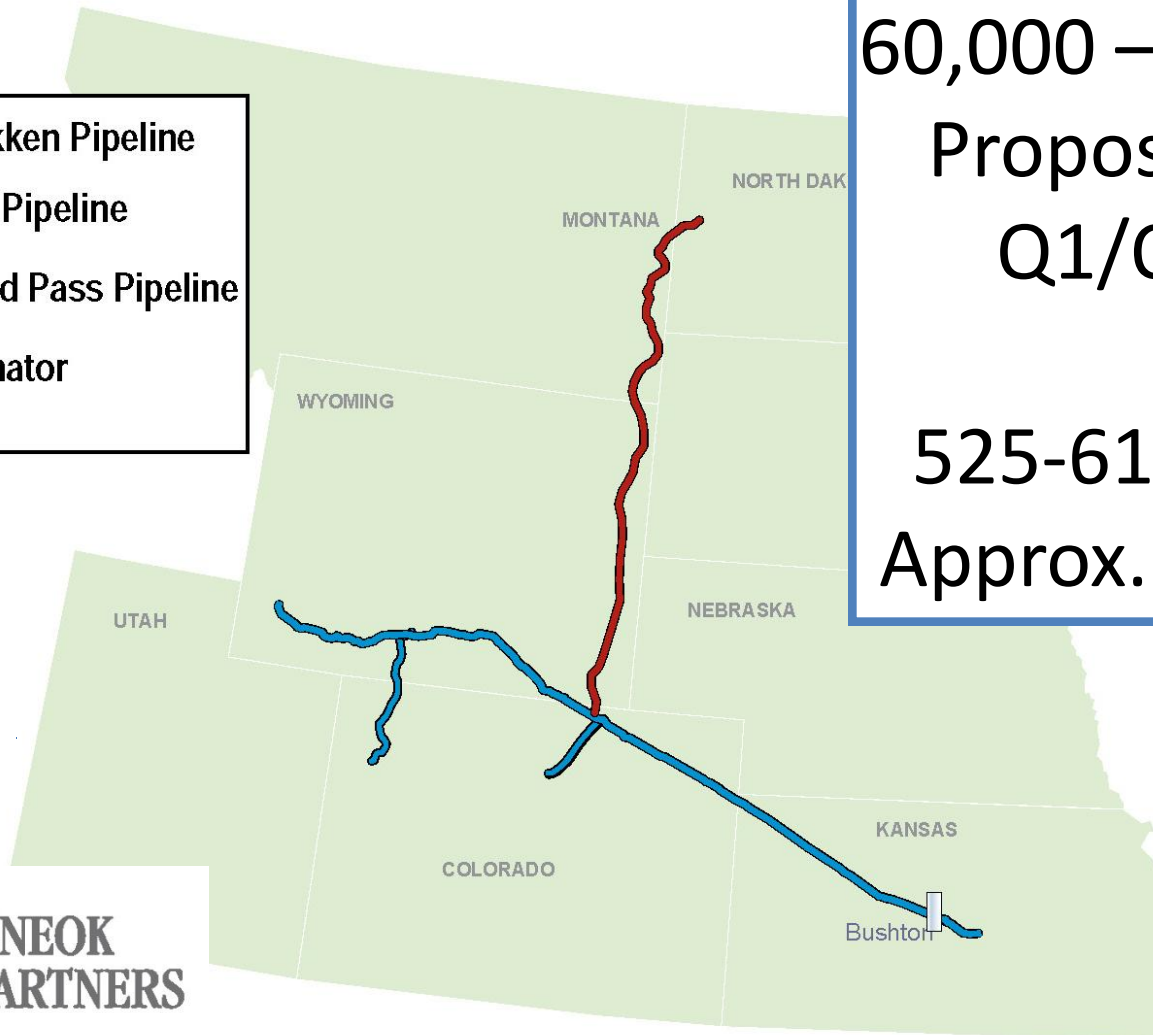 kken Pipeline
Pipeline
d Pass Pipeline
nator
60,000 –
Propos
Q1/
525-61
Approx.
NORTH DAK
MONTANA
WYOMING
UTAH
NEBRASKA
KANSAS
COLORADO
Bushton
NEOK
ARTNERS